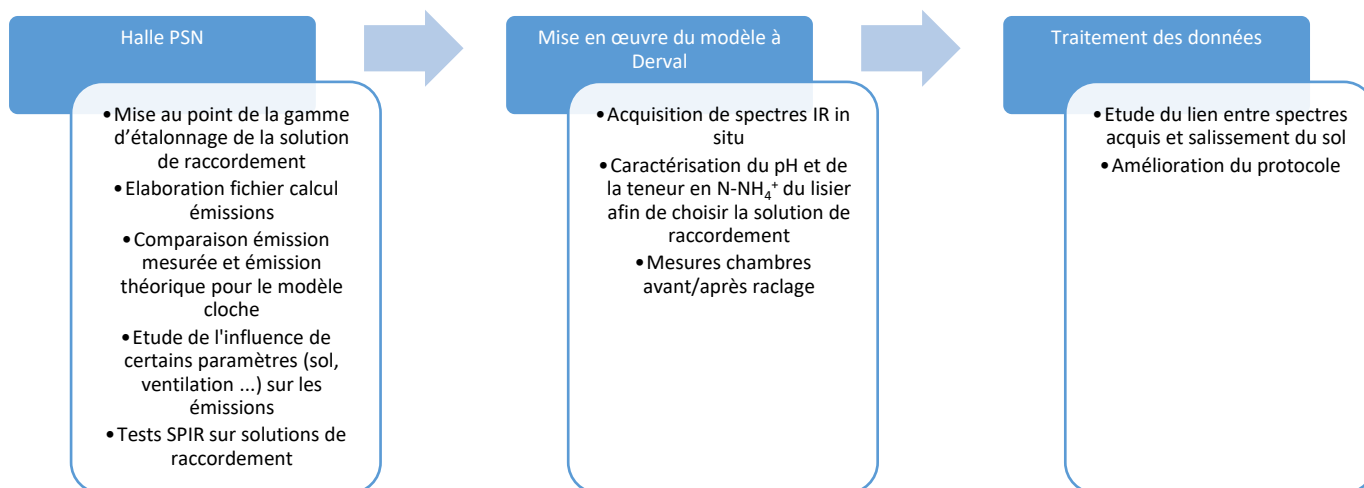 Halle PSN
•Mise au point de la gamme
d’étalonnage de la solution
de raccordement
•Elaboration fichier calcul
émissions
•Comparaison émission
mesurée et émission
théorique pour le modèle
cloche
•Etude de l'influence de
certains paramètres (sol,
ventilation ...) sur les
émissions
•Tests SPIR sur solutions de
raccordement
Mise en œuvre du modèle à
Derval
•Acquisition de spectres IR in
situ
•Caractérisation du pH et de
la teneur en N-NH₄⁺ du lisier
afin de choisir la solution de
raccordement
•Mesures chambres
avant/après raclage
Traitement des données
•Etude du lien entre spectres
acquis et salissement du sol
•Amélioration du protocole